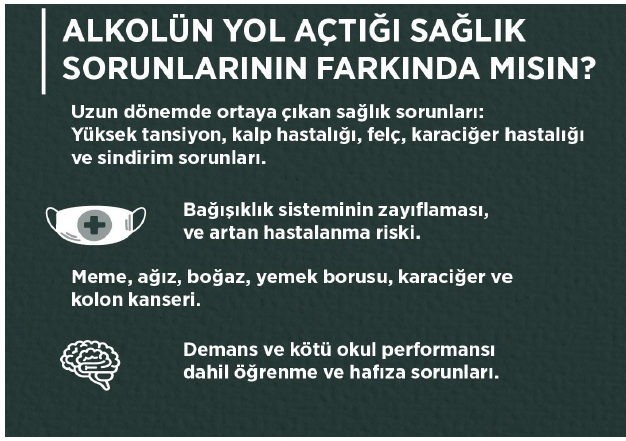 ALKOLÜN YOL AÇTIĞI SAĞLIK
SORUNLARININ FARKINDA MISIN?
Uzun dönemde ortaya çıkan sağlık sorunları:
Yüksek tansiyon, kalp hastalığı, felç, karaciğer hastalığı
ve sindirim sorunları.
Bağışıklık sisteminin zayıflaması,
ve artan hastalanma riski.
Meme, ağız, boğaz, yemek borusu, karaciğer ve
kolon kanseri.
Demans ve kötü okul performansı
dahil öğrenme ve hafıza sorunları.